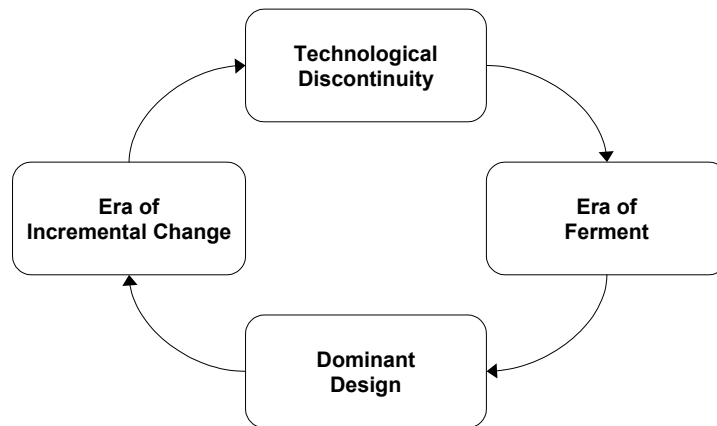 Technological
Discontinuity
Era of
Incremental Change
Era of
Ferment
Dominant
Design